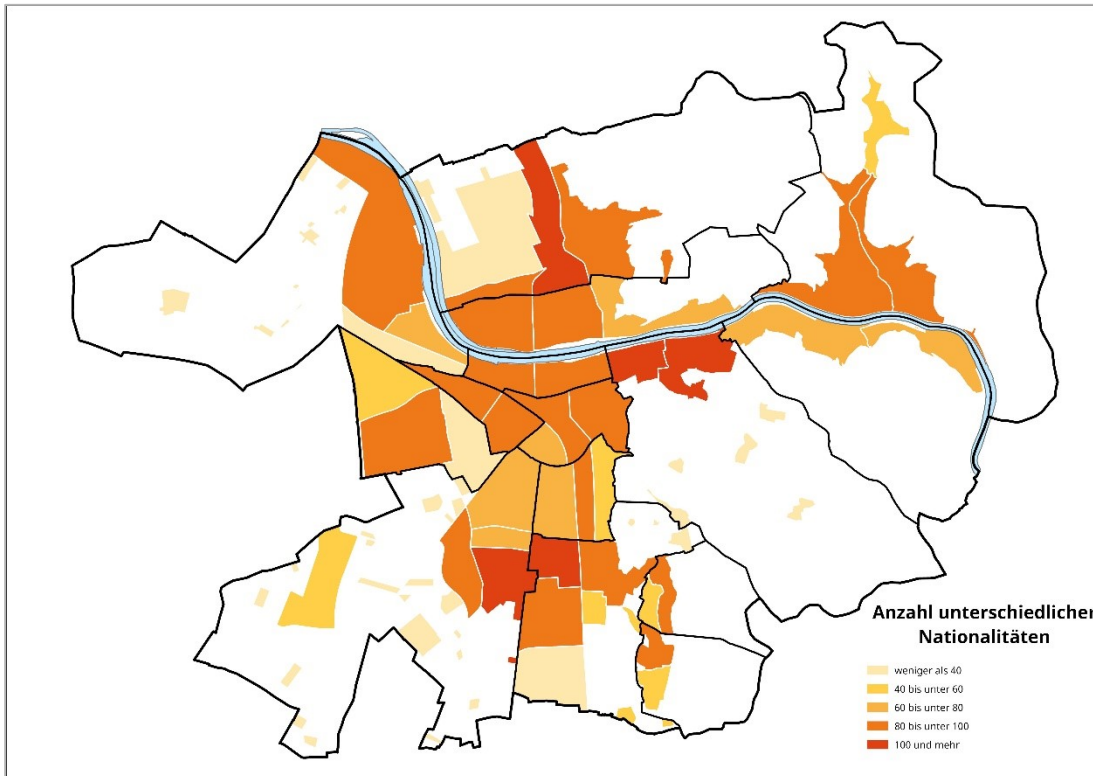 Anzahl unterschiedlicher
Nationalitäten
weniger als 40
40 bis unter 60
60 bis unter 80
80 bis unter 100
100 und mehr